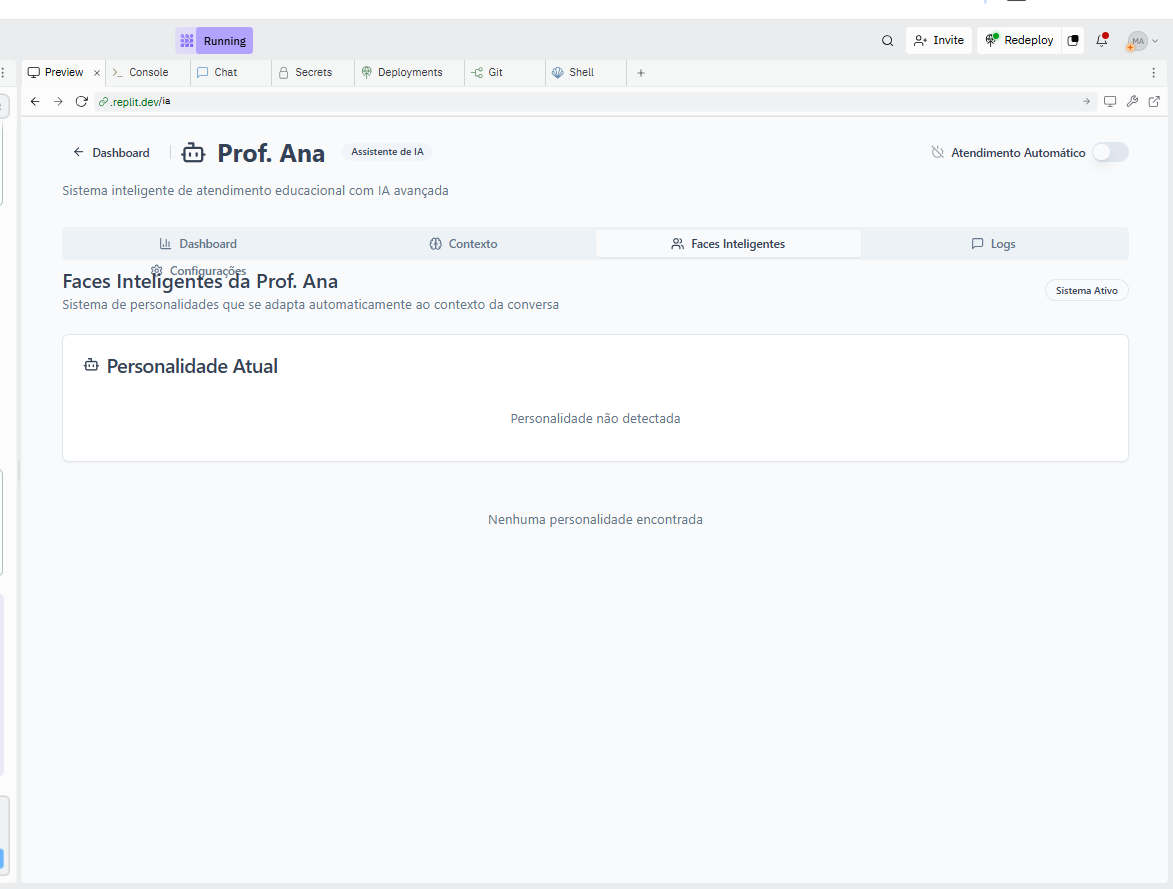 Running
Invite
Redeploy
MA
Preview
Console
Chat
Secrets
Deployments
Git
Shell
.replit.dev/ia
Dashboard
Prof. Ana
Assistente de IA
Atendimento Automático
Sistema inteligente de atendimento educacional com IA avançada
Dashboard
Contexto
Faces Inteligentes
Logs
Configurações
Faces Inteligentes da Prof. Ana
Sistema de personalidades que se adapta automaticamente ao contexto da conversa
Sistema Ativo
Personalidade Atual
Personalidade não detectada
Nenhuma personalidade encontrada